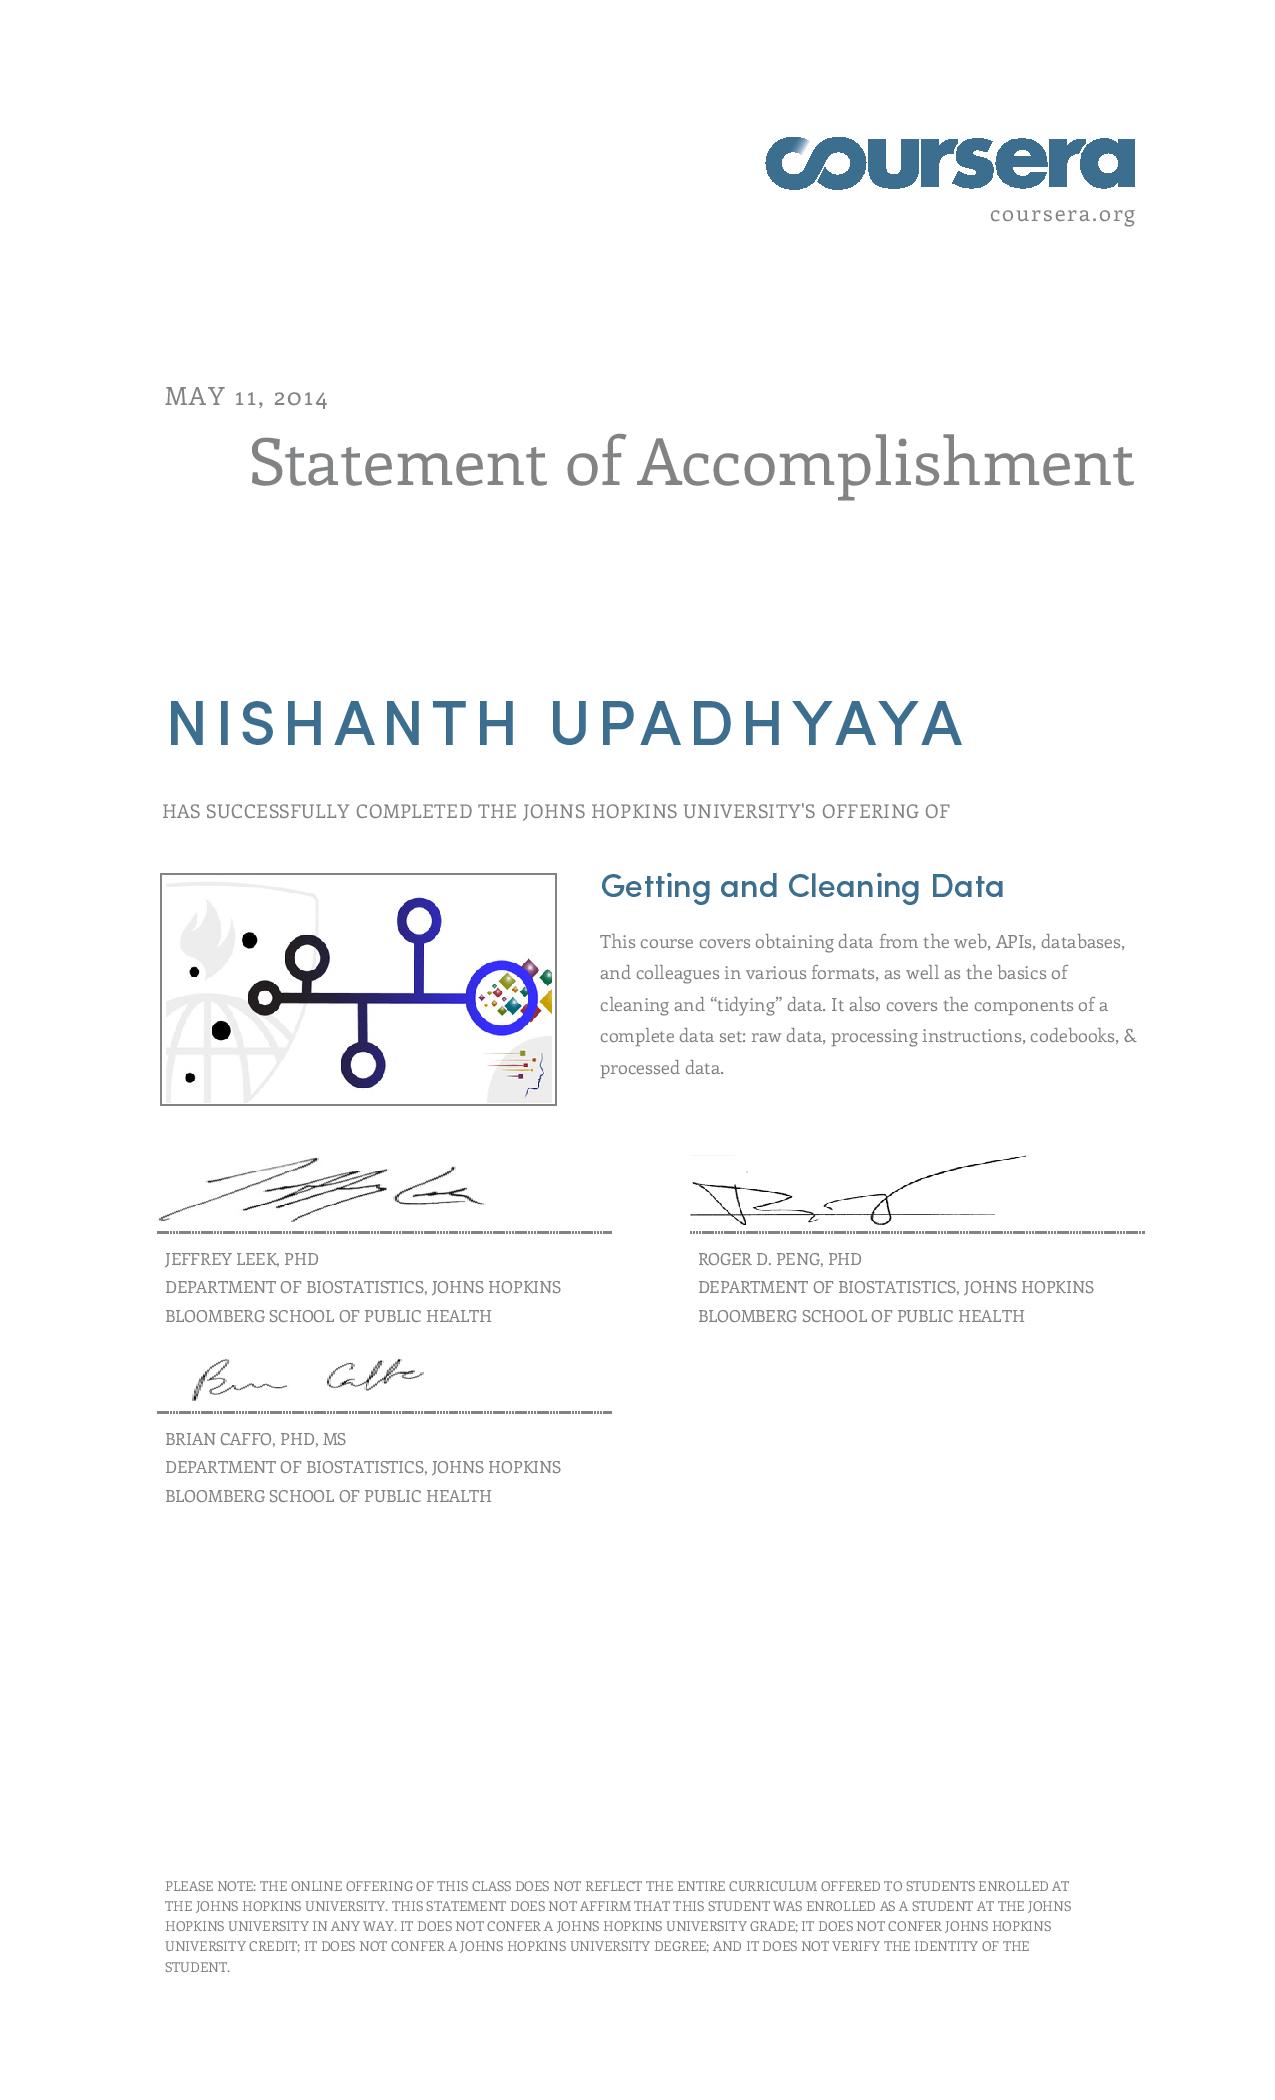 coursera
coursera.org
MAY 11, 2014
Statement of Accomplishment
NISHANTH UPADHYAYA
HAS SUCCESSFULLY COMPLETED THE JOHNS HOPKINS UNIVERSITY'S OFFERING OF
Getting and Cleaning Data
This course covers obtaining data from the web, APIs, databases,
and colleagues in various formats, as well as the basics of
cleaning and “tidying” data. It also covers the components of a
complete data set: raw data, processing instructions, codebooks, &
processed data.
JEFFREY LEEK, PHD
DEPARTMENT OF BIOSTATISTICS, JOHNS HOPKINS
BLOOMBERG SCHOOL OF PUBLIC HEALTH
ROGER D. PENG, PHD
DEPARTMENT OF BIOSTATISTICS, JOHNS HOPKINS
BLOOMBERG SCHOOL OF PUBLIC HEALTH
Brian Caffo
BRIAN CAFFO, PHD, MS
DEPARTMENT OF BIOSTATISTICS, JOHNS HOPKINS
BLOOMBERG SCHOOL OF PUBLIC HEALTH
PLEASE NOTE: THE ONLINE OFFERING OF THIS CLASS DOES NOT REFLECT THE ENTIRE CURRICULUM OFFERED TO STUDENTS ENROLLED AT
THE JOHNS HOPKINS UNIVERSITY. THIS STATEMENT DOES NOT AFFIRM THAT THIS STUDENT WAS ENROLLED AS A STUDENT AT THE JOHNS
HOPKINS UNIVERSITY IN ANY WAY. IT DOES NOT CONFER A JOHNS HOPKINS UNIVERSITY GRADE; IT DOES NOT CONFER JOHNS HOPKINS
UNIVERSITY CREDIT; IT DOES NOT CONFER A JOHNS HOPKINS UNIVERSITY DEGREE; AND IT DOES NOT VERIFY THE IDENTITY OF THE
STUDENT.